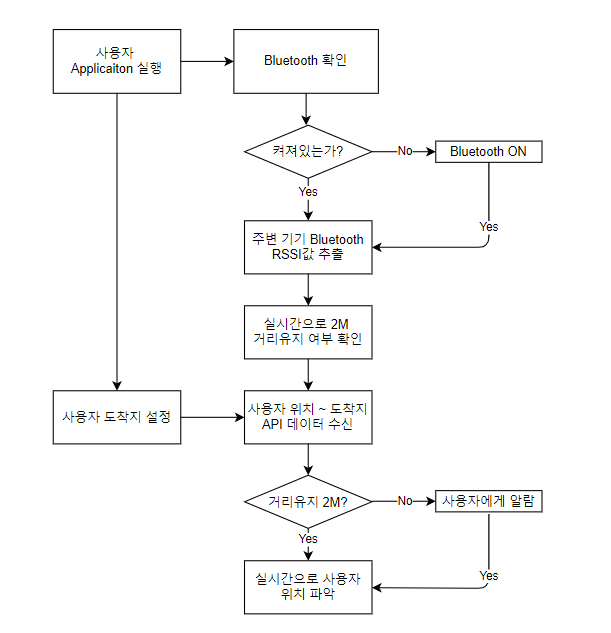 사용자
Applicaiton 실행
Bluetooth 확인
켜져있는가?
No
Bluetooth ON
Yes
Yes
주변 기기 Bluetooth
RSSI값 추출
실시간으로 2M
거리유지 여부 확인
사용자 도착지 설정
사용자 위치 ~ 도착지
API 데이터 수신
거리유지 2M?
No
사용자에게 알람
Yes
Yes
실시간으로 사용자
위치 파악